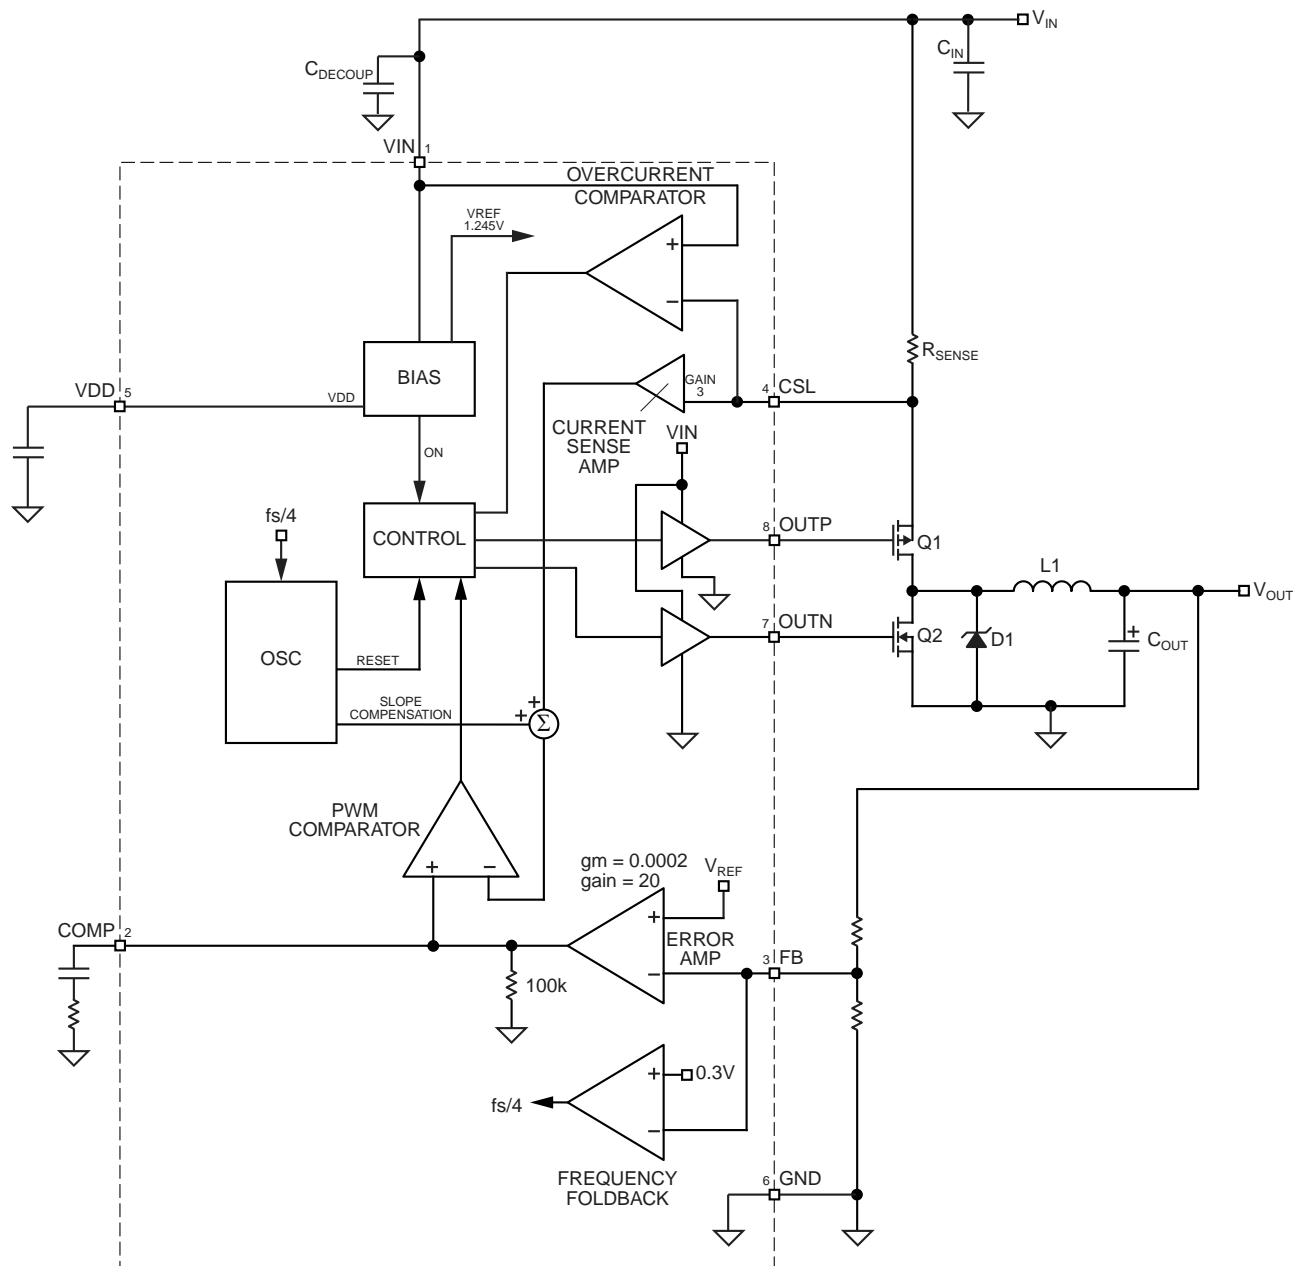 VIN
CIN
CDECOUP
VIN 1
OVERCURRENT
COMPARATOR
VREF
1.245V
+
−
RSENSE
BIAS
VDD 5
VDD
GAIN
3
4 CSL
CURRENT
SENSE
AMP
VIN
ON
fs/4
CONTROL
8 OUTP
Q1
L1
VOUT
7 OUTN
Q2
D1
+
COUT
OSC
RESET
SLOPE
COMPENSATION
+
+
Σ
PWM
COMPARATOR
+ −
gm = 0.0002
gain = 20
VREF
+
ERROR
AMP
−
COMP 2
3 FB
100k
+
0.3V
fs/4
−
FREQUENCY
FOLDBACK
6 GND